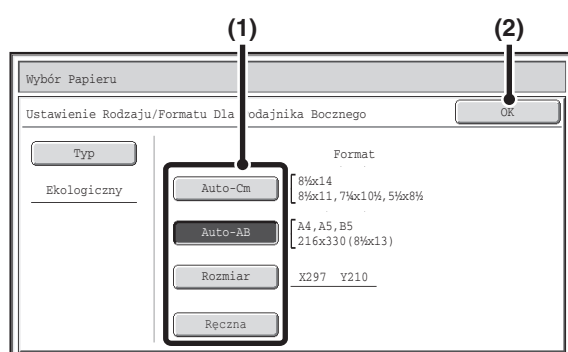 (1) (2)
Wybór Papieru
Ustawienie Rodzaju/Formatu Dla Podajnika Bocznego OK
Typ Format
Ekologiczny Auto-Cm 8½x14
8½x11,7¼x10½,5½x8½
Auto-AB A4,A5,B5
216x330(8½x13)
Rozmiar X297 Y210
Ręczna